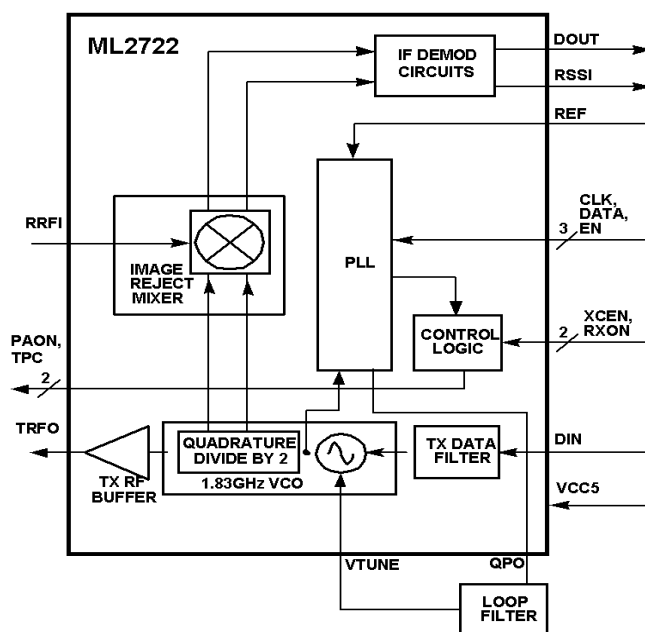 ML2722
IF DEMOD
CIRCUITS
DOUT
RSSI
REF
RRFI
IMAGE
REJECT
MIXER
PLL
CLK,
DATA,
EN
3
PAON,
TPC
2
CONTROL
LOGIC
XCEN,
RXON
2
TRFO
TX RF
BUFFER
QUADRATURE
DIVIDE BY 2
1.83GHz VCO
TX DATA
FILTER
DIN
VCC5
VTUNE
QPO
LOOP
FILTER